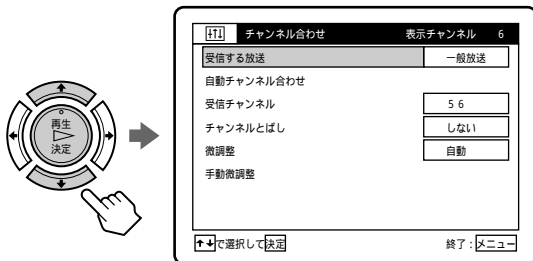 チャンネル合わせ 表示チャンネル 6
受信する放送 一般放送
自動チャンネル合わせ
受信チャンネル 56
チャンネルとばし しない
微調整 自動
手動微調整
再生
決定
↑↓で選択して決定 終了:メニュー